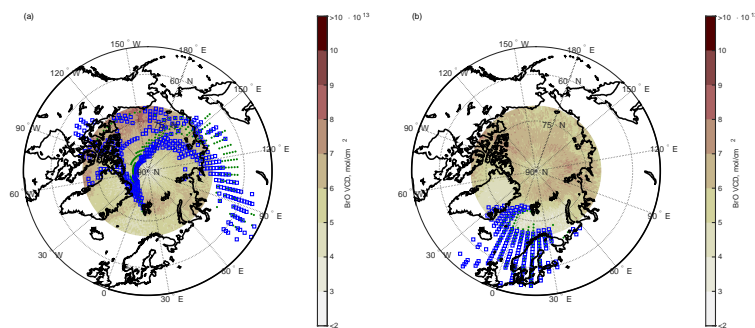 (a)
(b)
>10 · 10 13
10
9
8
7
6
5
4
3
<2
BrO VCD, mol/cm 2
150 ° W
180 ° E
120 ° W
60 ° N
150 ° E
90 ° W
60 ° W
90 ° N
90 ° E
30 ° W
60 ° E
0
30 ° E
>10 · 10 1
10
9
8
7
6
5
4
3
<2
BrO VCD, mol/cm 2
150 ° W
180 ° E
120 ° W
60 ° N
150 ° E
75 ° N
90 ° W
60 ° W
90 ° N
90 ° E
30 ° W
60 ° E
0
30 ° E